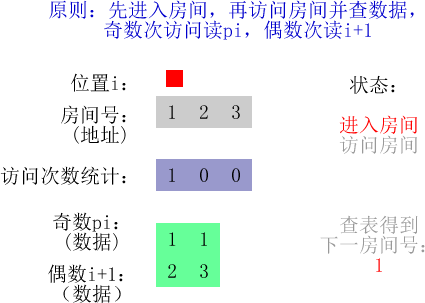 原则：先进入房间，再访问房间并查数据，
奇数次访问读pi，偶数次读i+1
位置i：
状态：
房间号：
(地址)
1 2 3
进入房间
访问房间
访问次数统计：
1 0 0
奇数pi：
(数据)
1 1
偶数i+1：
（数据）
2 3
查表得到
下一房间号：
1